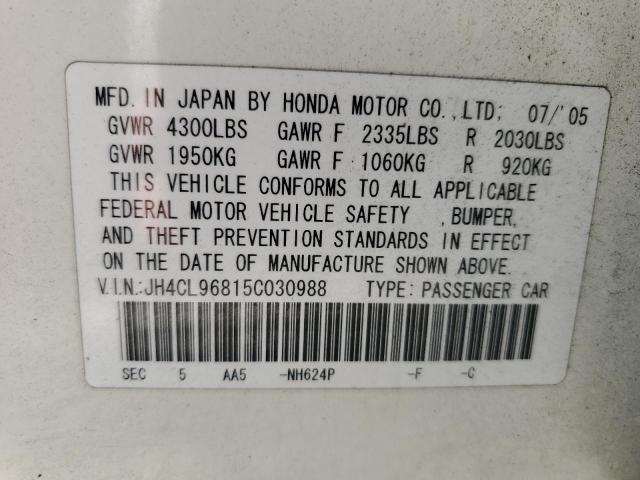 MFD. IN JAPAN BY HONDA MOTOR CO.,LTD; 07/'05
GVWR 4300LBS GAWR F 2335LBS R 2030LBS
GVWR 1950KG GAWR F 1060KG R 920KG
THIS VEHICLE CONFORMS TO ALL APPLICABLE
FEDERAL MOTOR VEHICLE SAFETY ,BUMPER,
AND THEFT PREVENTION STANDARDS IN EFFECT
ON THE DATE OF MANUFACTURE SHOWN ABOVE.
V.I.N.:JH4CL96815C030988 TYPE: PASSENGER CAR
SEC 5 AA5 -NH624P -F -C